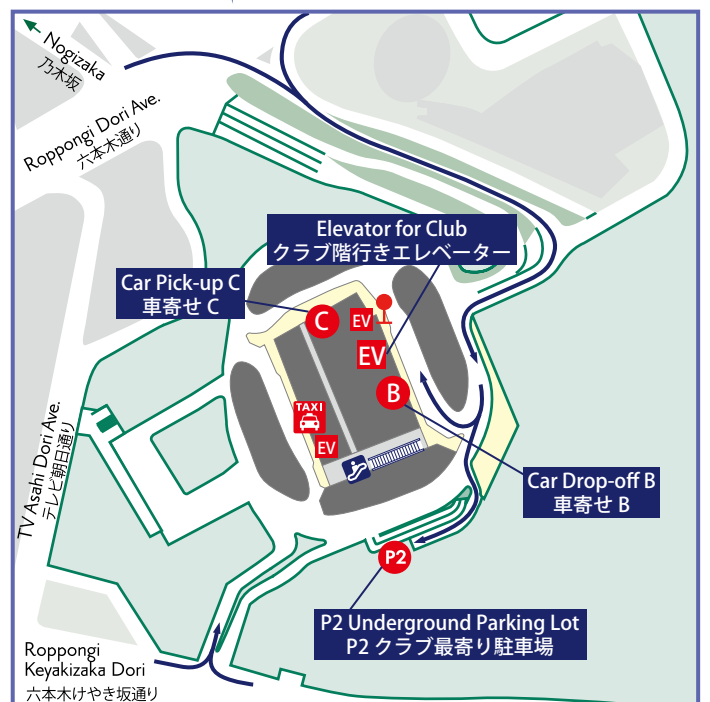 Nogizaka
乃木坂
Roppongi Dori Ave.
六本木通り
Elevator for Club
クラブ階行きエレベーター
Car Pick-up C
車寄せ C
C
EV
EV
B
TAXI
EV
TV Asahi Dori Ave.
テレビ朝日通り
Car Drop-off B
車寄せ B
P2
P2 Underground Parking Lot
P2 クラブ最寄り駐車場
Roppongi
Keyakizaka Dori
六本木けやき坂通り